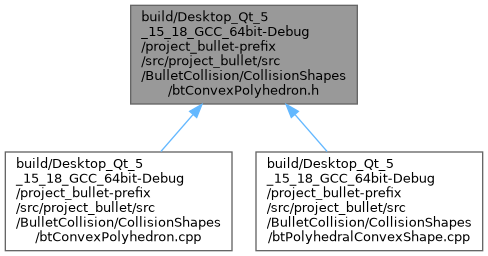 build/Desktop_Qt_5
_15_18_GCC_64bit-Debug
/project_bullet-prefix
/src/project_bullet/src
/BulletCollision/CollisionShapes
/btConvexPolyhedron.h
build/Desktop_Qt_5
_15_18_GCC_64bit-Debug
/project_bullet-prefix
/src/project_bullet/src
/BulletCollision/CollisionShapes
/btConvexPolyhedron.cpp
build/Desktop_Qt_5
_15_18_GCC_64bit-Debug
/project_bullet-prefix
/src/project_bullet/src
/BulletCollision/CollisionShapes
/btPolyhedralConvexShape.cpp